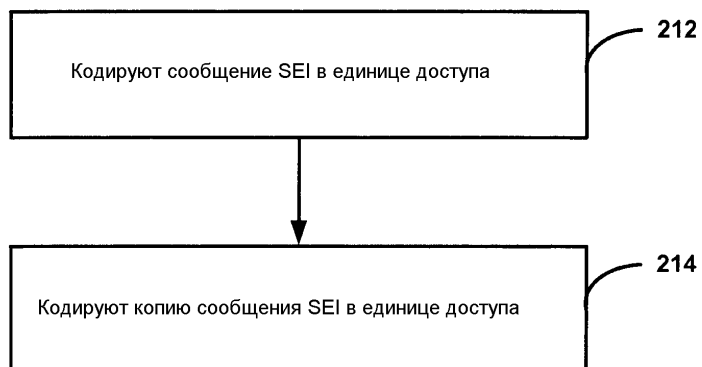 212
Кодируют сообщение SEI в единице доступа
214
Кодируют копию сообщения SEI в единице доступа